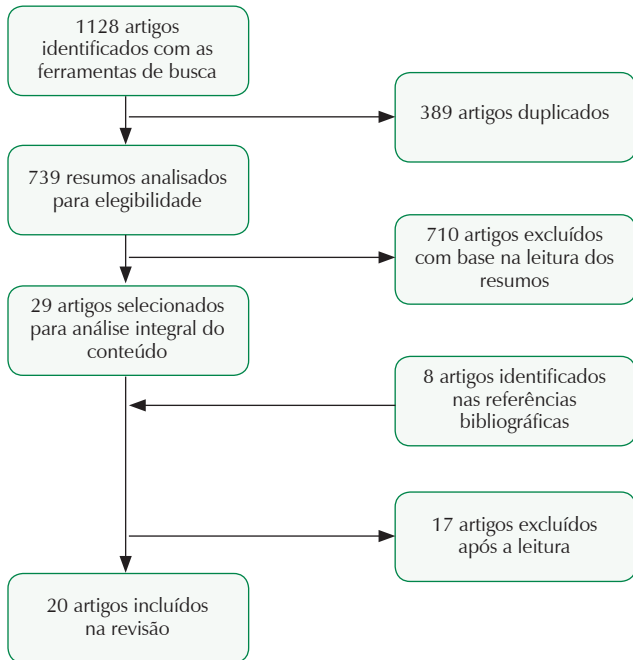 1128 artigos
identificados com as
ferramentas de busca
389 artigos duplicados
739 resumos analisados
para elegibilidade
710 artigos excluídos
com base na leitura dos
resumos
29 artigos selecionados
para análise integral do
conteúdo
8 artigos identificados
nas referências
bibliográficas
17 artigos excluídos
após a leitura
20 artigos incluídos
na revisão